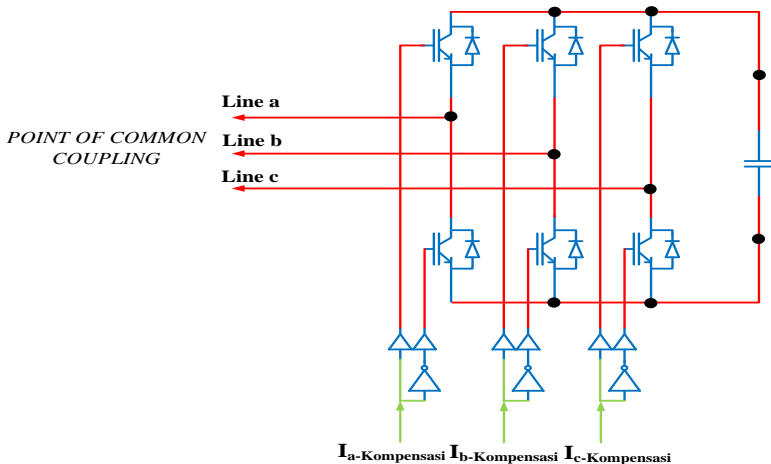 Line a
POINT OF COMMON
COUPLING
Line b
Line c
Ia-Kompensasi Ib-Kompensasi Ic-Kompensasi